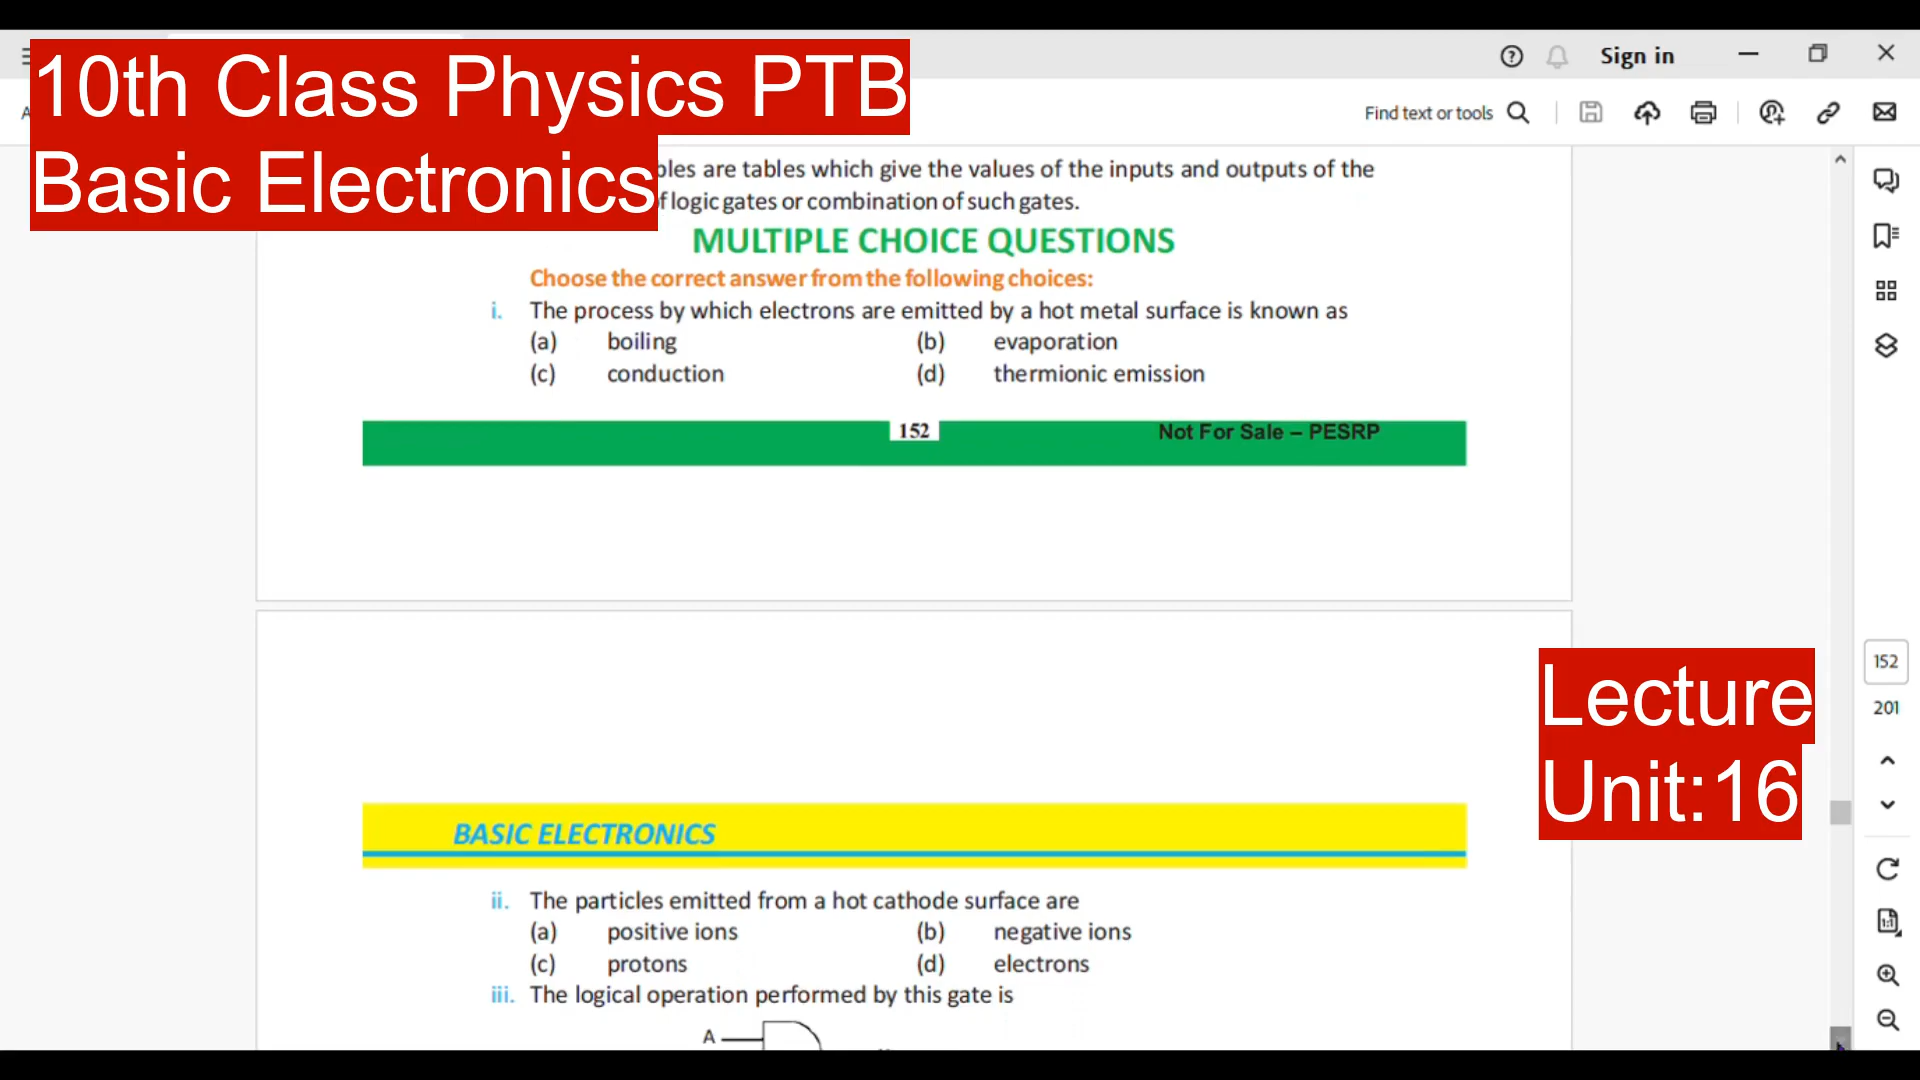 10th Class Physics PTB
Basic Electronics
Sign in
Find text or tools
are tables which give the values of the inputs and outputs of the
logic gates or combination of such gates.
MULTIPLE CHOICE QUESTIONS
Choose the correct answer from the following choices:
i. The process by which electrons are emitted by a hot metal surface is known as
(a) boiling (b) evaporation
(c) conduction (d) thermionic emission
152 Not For Sale – PESRP
Lecture
Unit:16
152
201
BASIC ELECTRONICS
ii. The particles emitted from a hot cathode surface are
(a) positive ions (b) negative ions
(c) protons (d) electrons
iii. The logical operation performed by this gate is
A